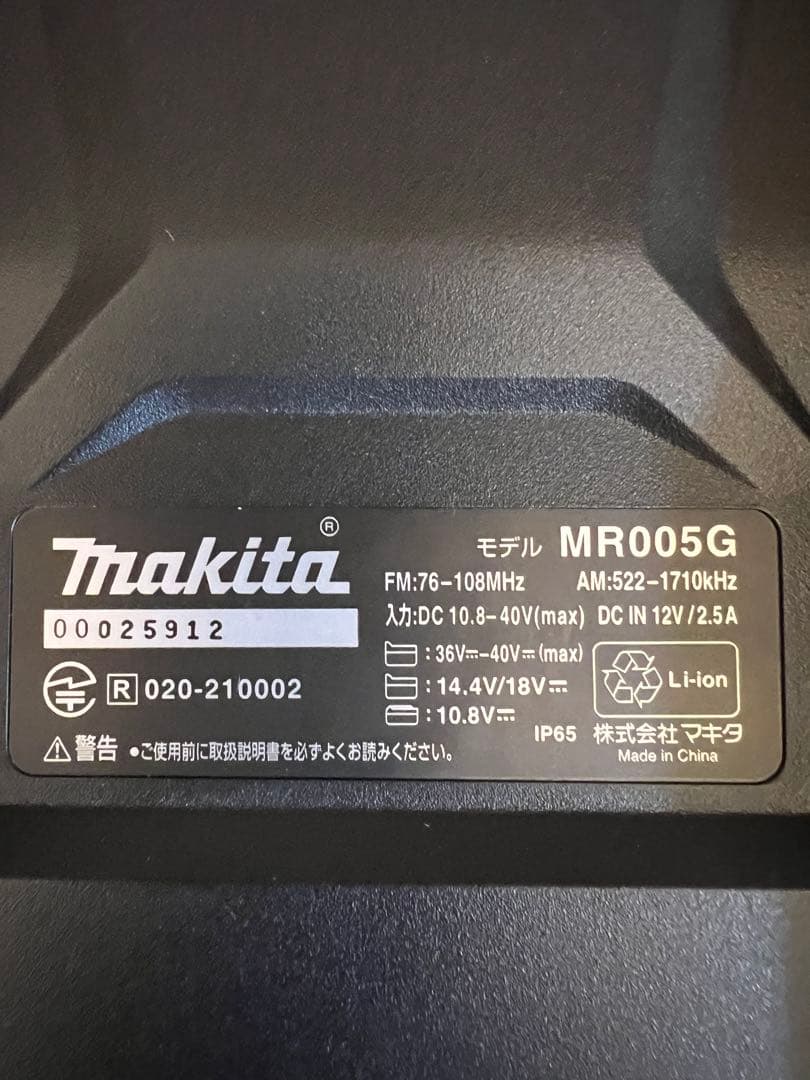 makita®
モデル MR005G
FM:76-108MHz AM:522-1710kHz
入力:DC 10.8-40V(max) DC IN 12V/2.5A
00025912
:36V⎓-40V⎓(max)
:14.4V/18V⎓
:10.8V⎓
Li-ion
R 020-210002
IP65 株式会社マキタ
Made in China
⚠警告 ●ご使用前に取扱説明書を必ずよくお読みください。